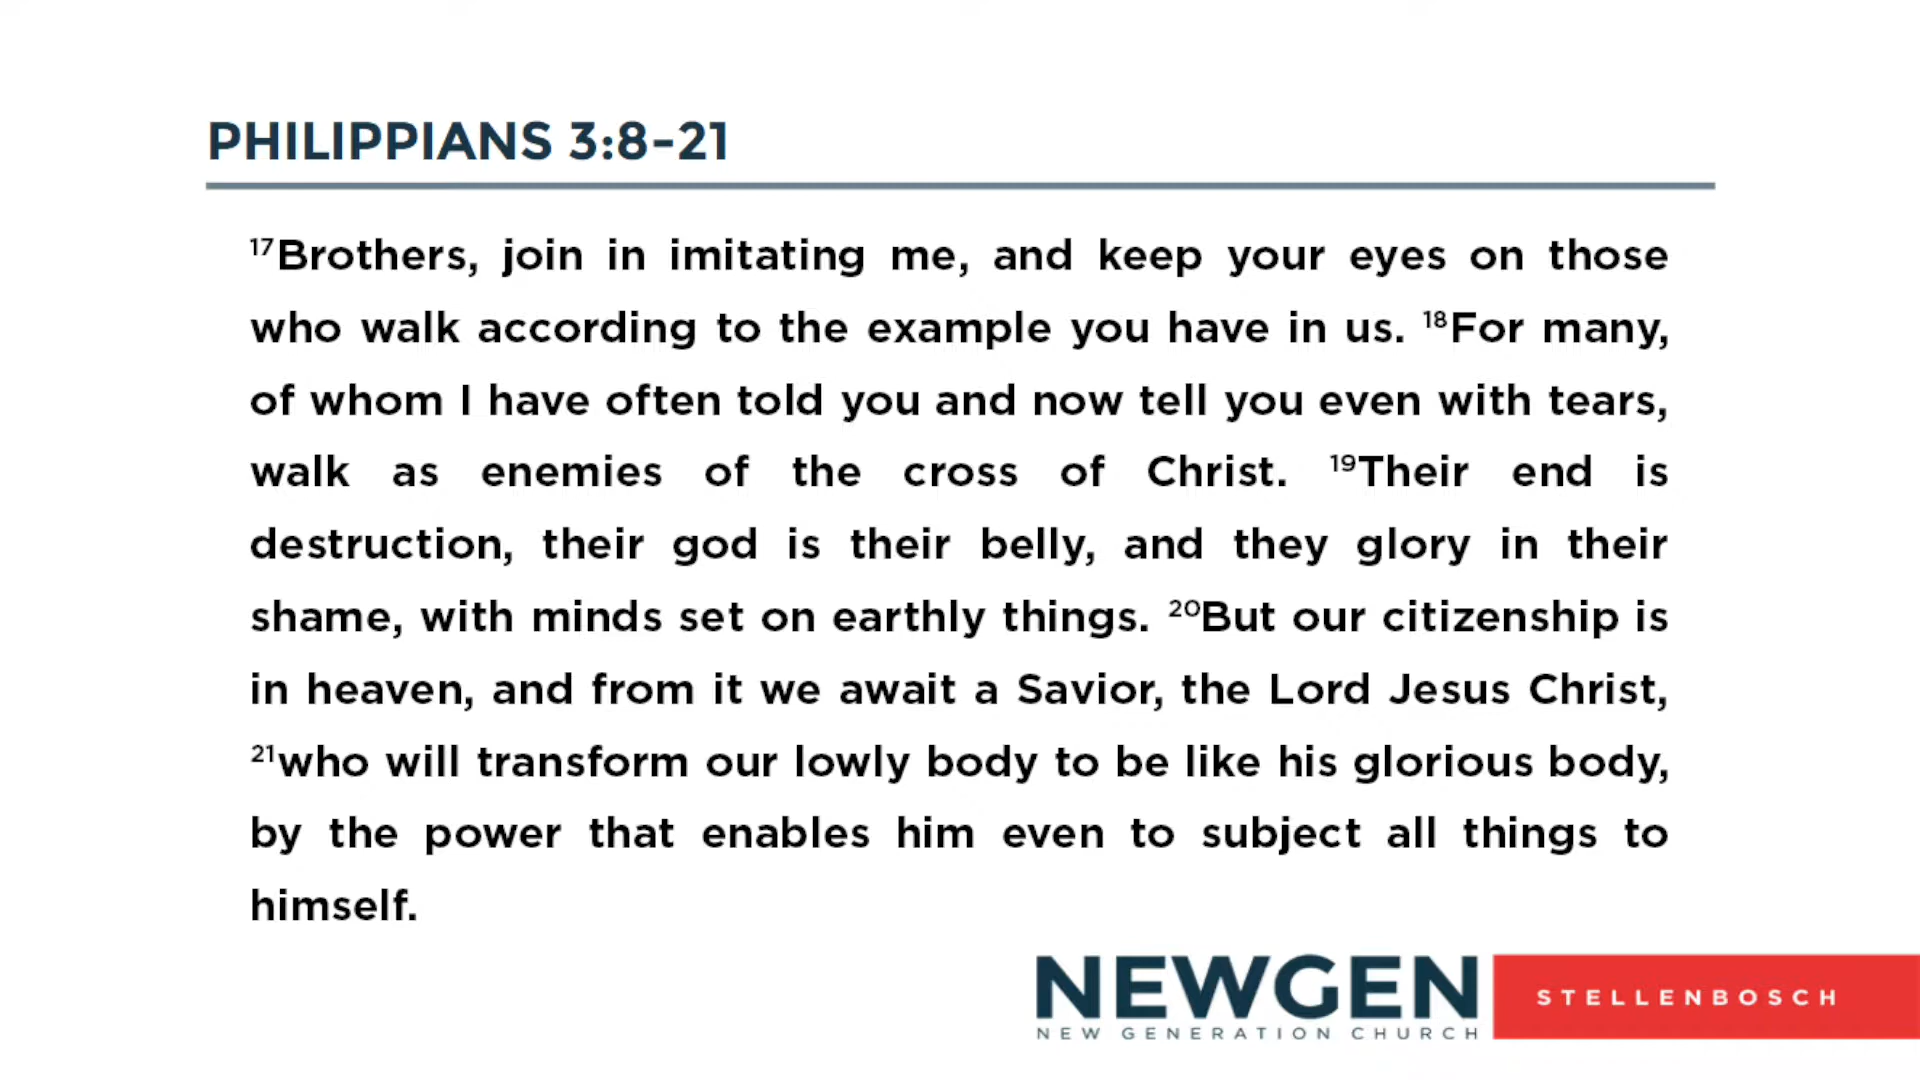 PHILIPPIANS 3:8-21
17Brothers, join in imitating me, and keep your eyes on those
who walk according to the example you have in us. 18For many,
of whom I have often told you and now tell you even with tears,
walk as enemies of the cross of Christ. 19Their end is
destruction, their god is their belly, and they glory in their
shame, with minds set on earthly things. 20But our citizenship is
in heaven, and from it we await a Savior, the Lord Jesus Christ,
21who will transform our lowly body to be like his glorious body,
by the power that enables him even to subject all things to
himself.
NEWGEN
NEW GENERATION CHURCH
STELLENBOSCH